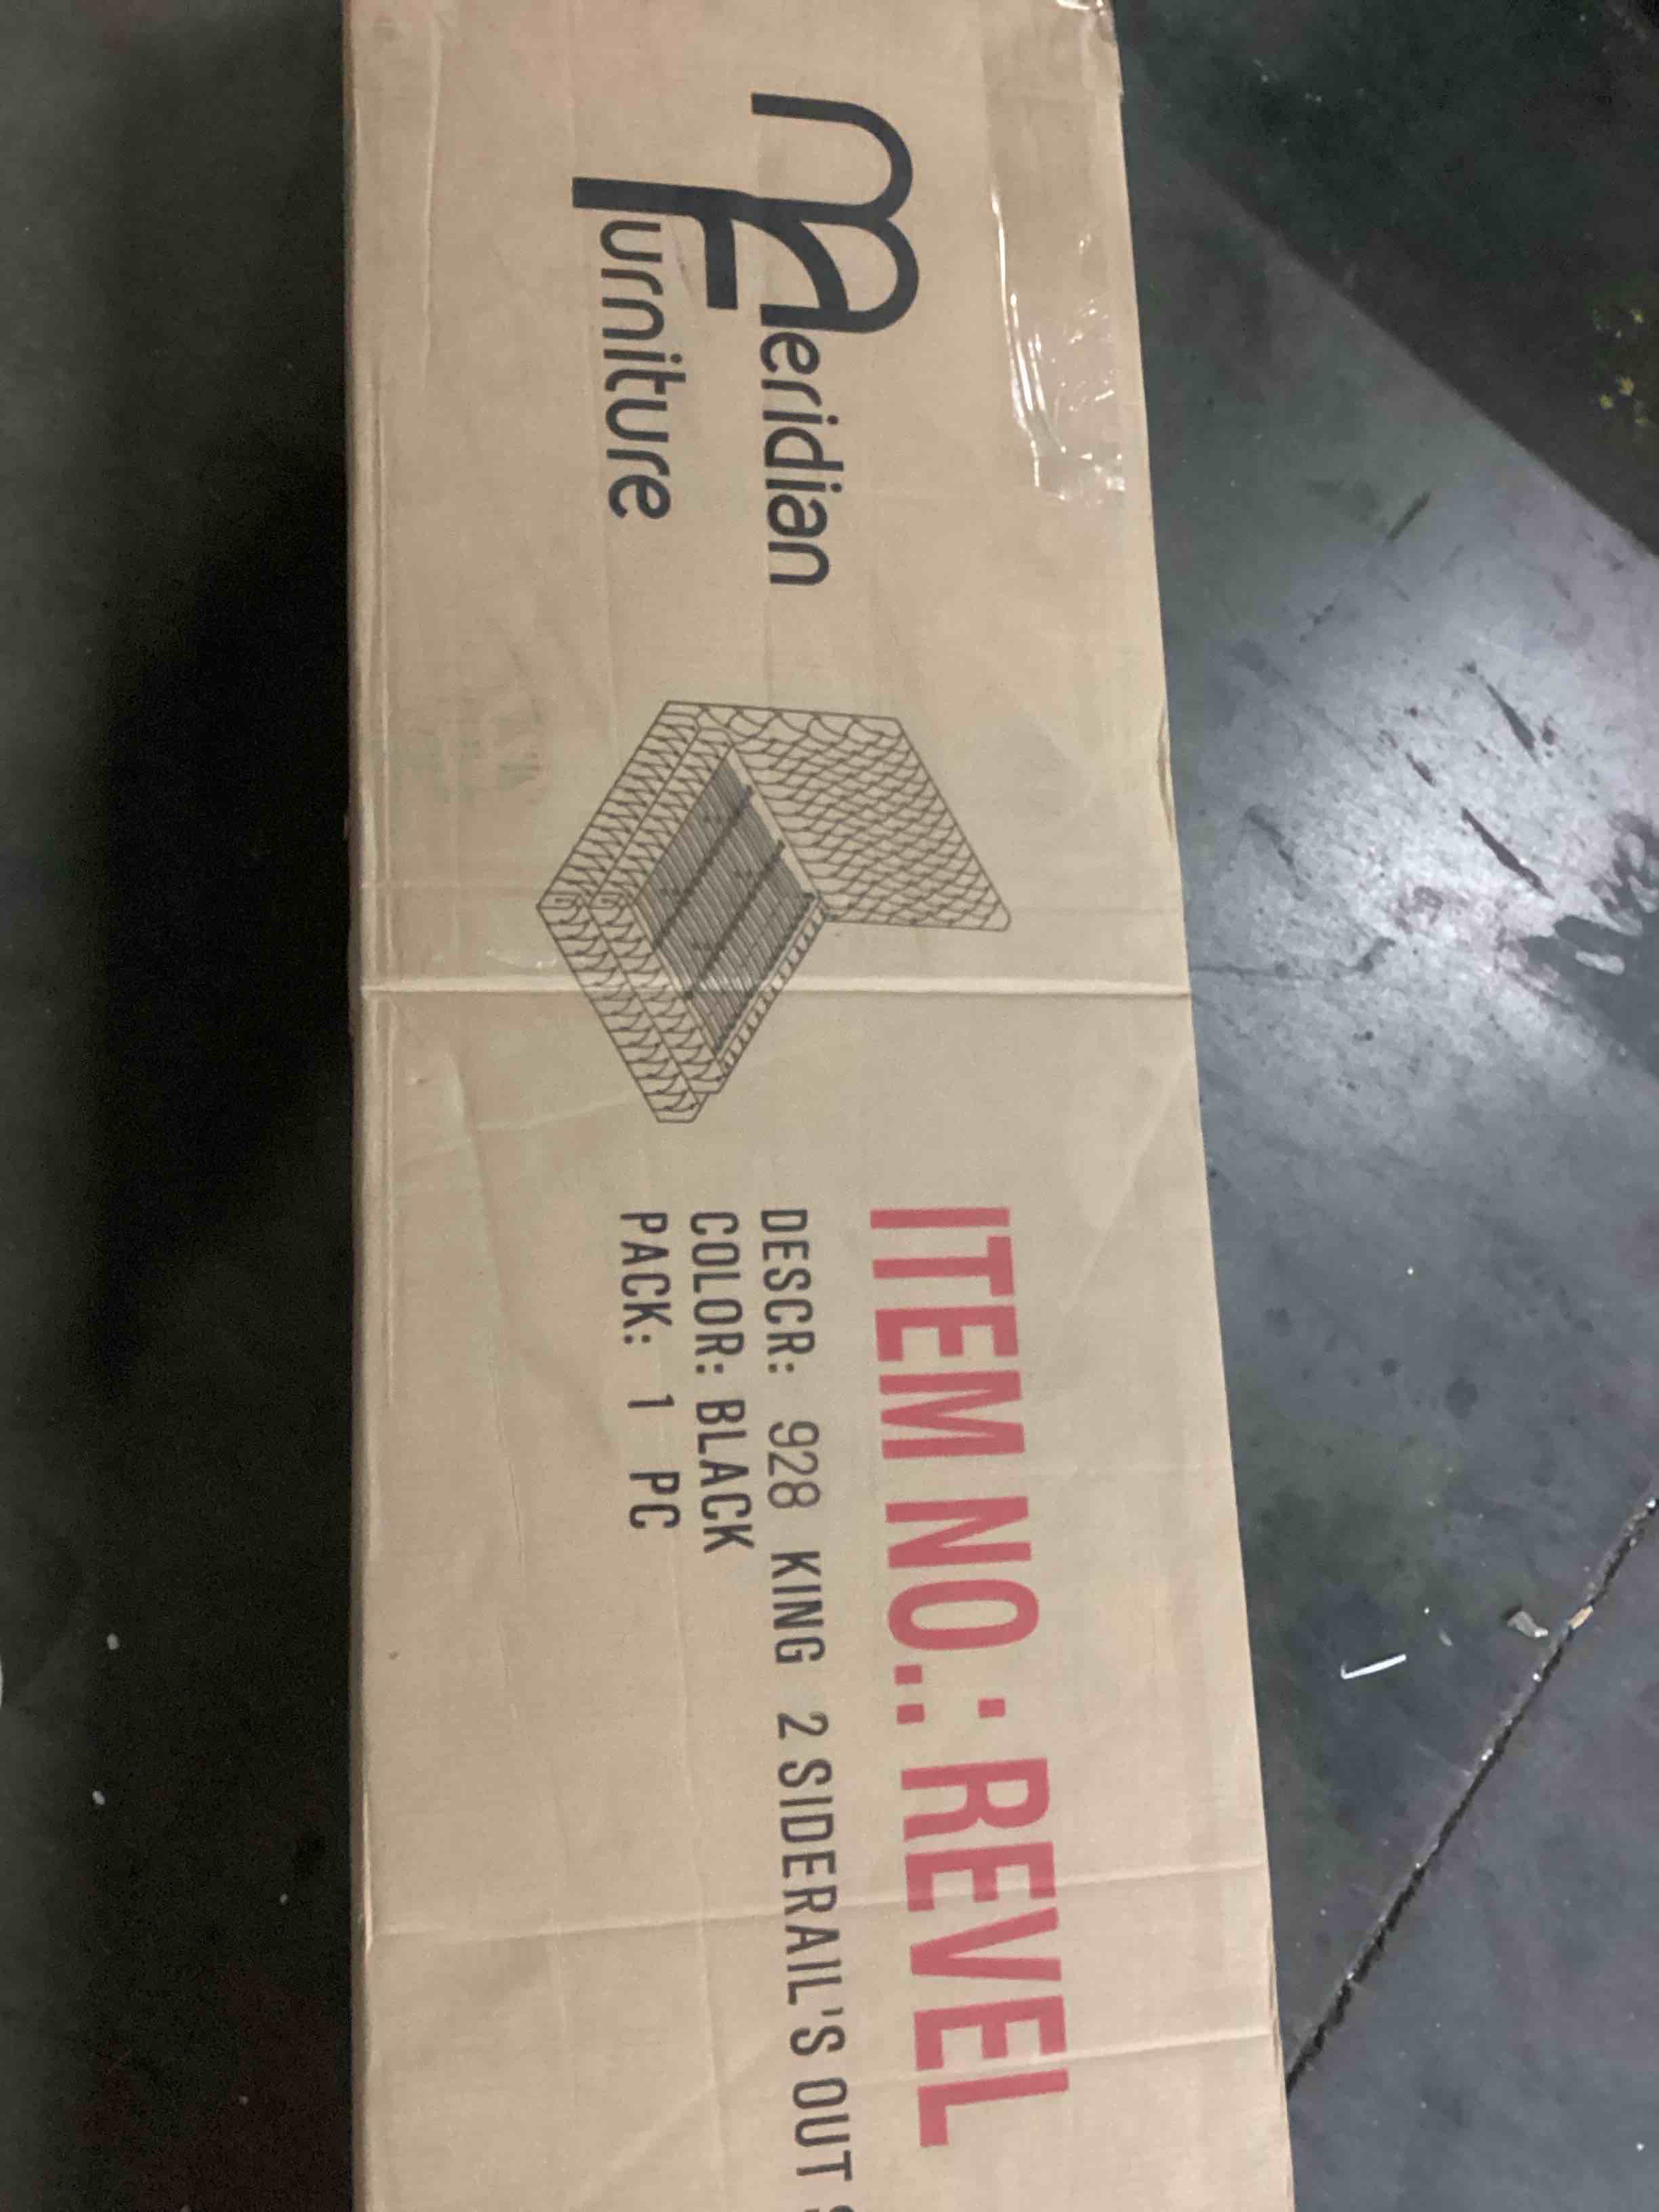 Meridian
Furniture
ITEM NO.: REVEL
DESCR: 928 KING 2 SIDERAIL'S OUT
COLOR: BLACK
PACK: 1 PC